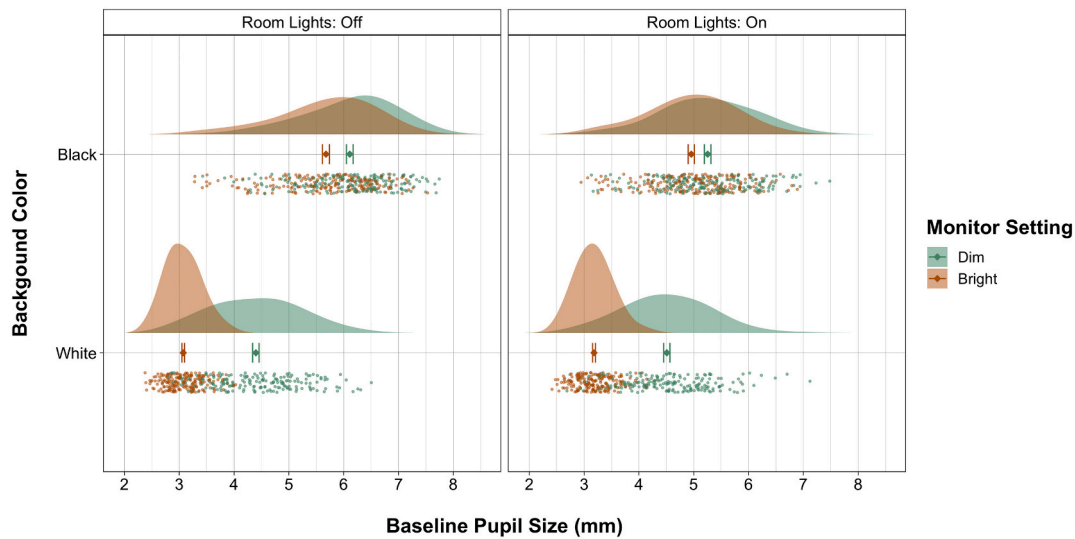 Room Lights: Off
Room Lights: On
Backgound Color
Black
White
2 3 4 5 6 7 8
2 3 4 5 6 7 8
Baseline Pupil Size (mm)
Monitor Setting
Dim
Bright